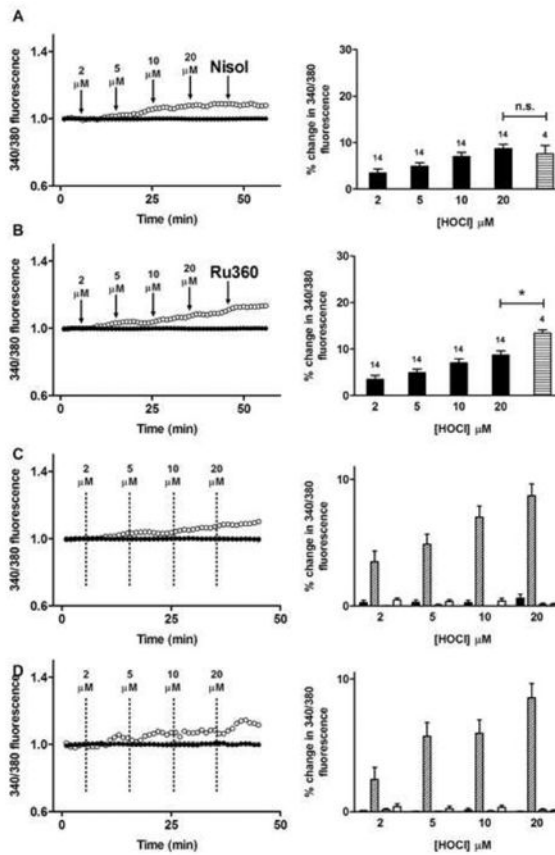 A
340/380 fluorescence
1.4
1.0
0.6
2 5 10 20
μM μM μM μM Nisol
0 25 50
Time (min)
% change in 340/380
fluorescence
30
20
10
0
n.s.
14 14 14 14 4
2 5 10 20
[HOCl] μM
B
340/380 fluorescence
1.4
1.0
0.6
2 5 10 20
μM μM μM μM Ru360
0 25 50
Time (min)
% change in 340/380
fluorescence
30
20
10
0
*
14 14 14 14 4
2 5 10 20
[HOCl] μM
C
340/380 fluorescence
1.4
1.0
0.6
2 5 10 20
μM μM μM μM
0 25 50
Time (min)
% change in 340/380
fluorescence
10
0
2 5 10 20
[HOCl] μM
D
340/380 fluorescence
1.4
1.0
0.6
2 5 10 20
μM μM μM μM
0 25 50
Time (min)
% change in 340/380
fluorescence
10
0
2 5 10 20
[HOCl] μM